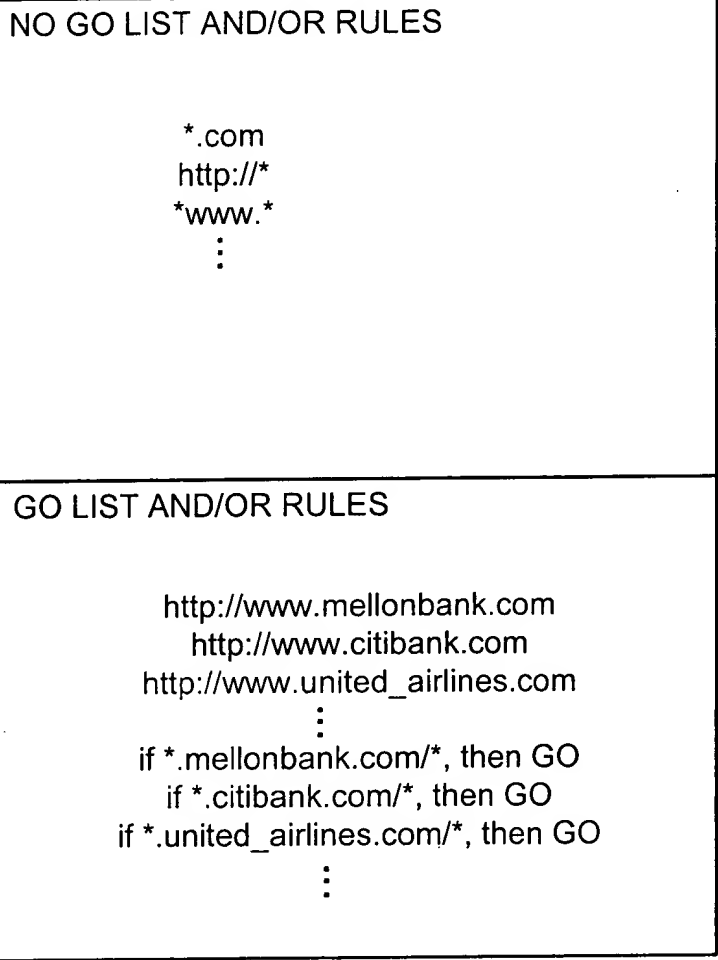 NO GO LIST AND/OR RULES
*.com
http://*
*www.*
⋮
GO LIST AND/OR RULES
http://www.mellonbank.com
http://www.citibank.com
http://www.united_airlines.com
⋮
if *.mellonbank.com/*, then GO
if *.citibank.com/*, then GO
if *.united_airlines.com/*, then GO
⋮